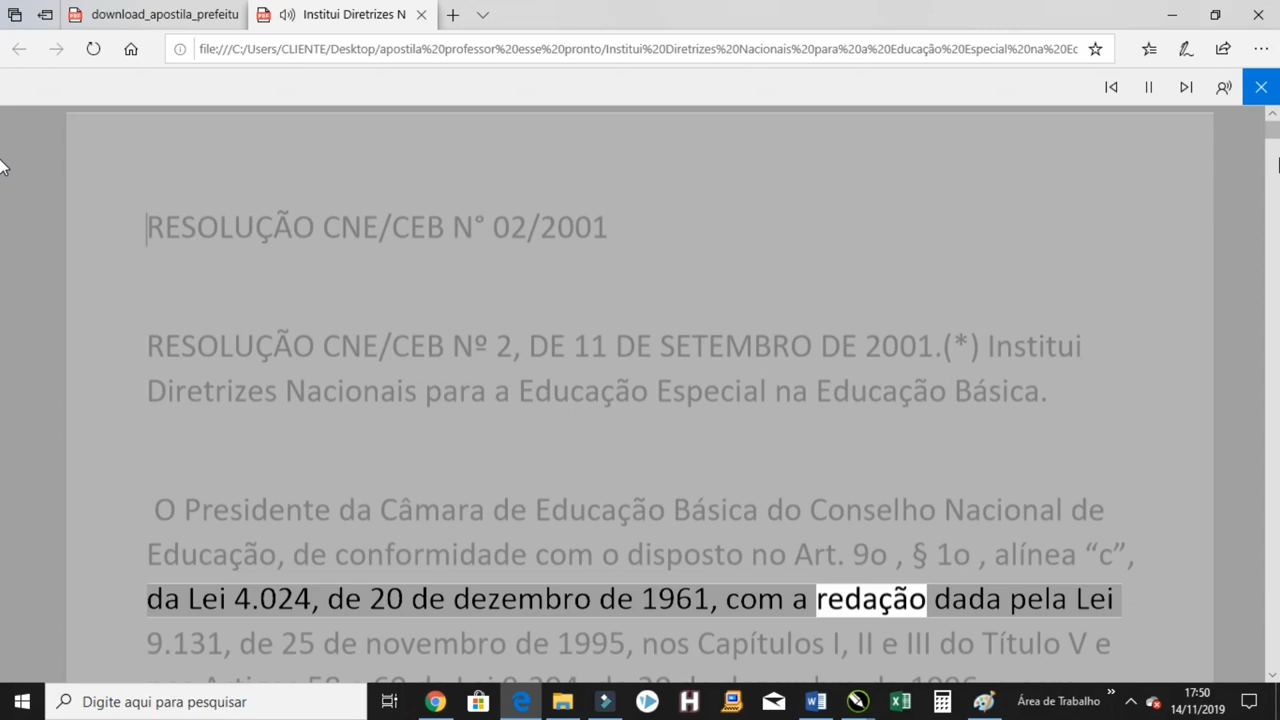 download_apostila_prefeitu
Institui Diretrizes N
file:///C:/Users/CLIENTE/Desktop/apostila%20professor%20esse%20pronto/Institui%20Diretrizes%20Nacionais%20para%20a%20Educação%20Especial%20na%20Ec
RESOLUÇÃO CNE/CEB N° 02/2001
RESOLUÇÃO CNE/CEB Nº 2, DE 11 DE SETEMBRO DE 2001.(*) Institui
Diretrizes Nacionais para a Educação Especial na Educação Básica.
O Presidente da Câmara de Educação Básica do Conselho Nacional de
Educação, de conformidade com o disposto no Art. 9o , § 1o , alínea “c”,
da Lei 4.024, de 20 de dezembro de 1961, com a redação dada pela Lei
9.131, de 25 de novembro de 1995, nos Capítulos I, II e III do Título V e
Digite aqui para pesquisar
Área de Trabalho
17:50
14/11/2019